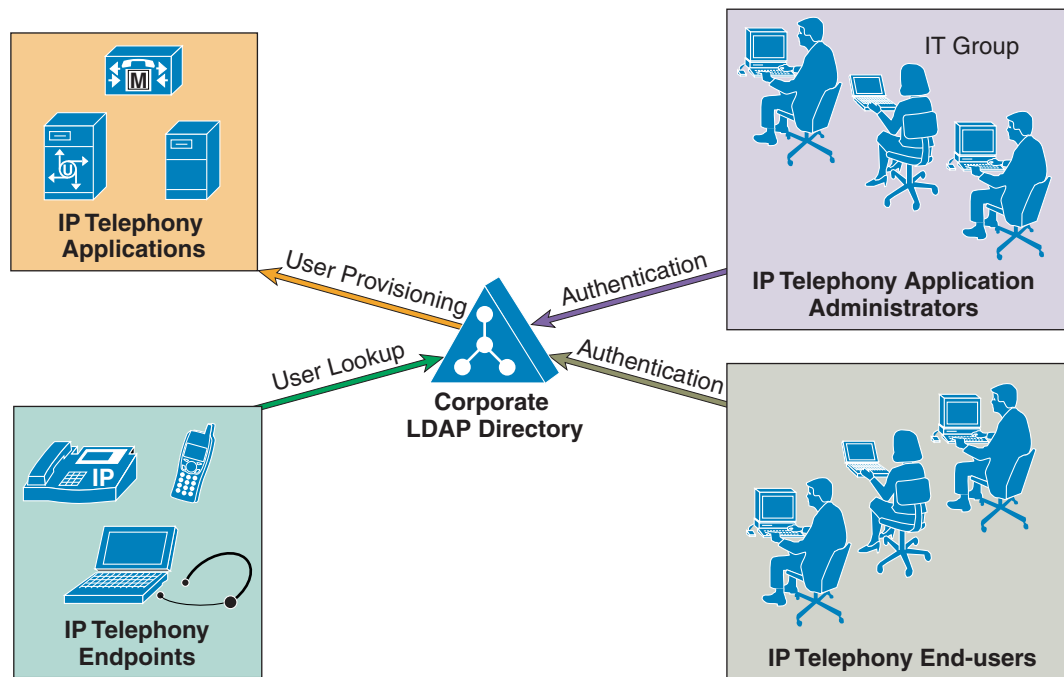 M
U
IP Telephony
Applications
IT Group
IP Telephony Application
Administrators
User Provisioning
Authentication
User Lookup
Authentication
Corporate
LDAP Directory
IP
IP Telephony
Endpoints
IP Telephony End-users